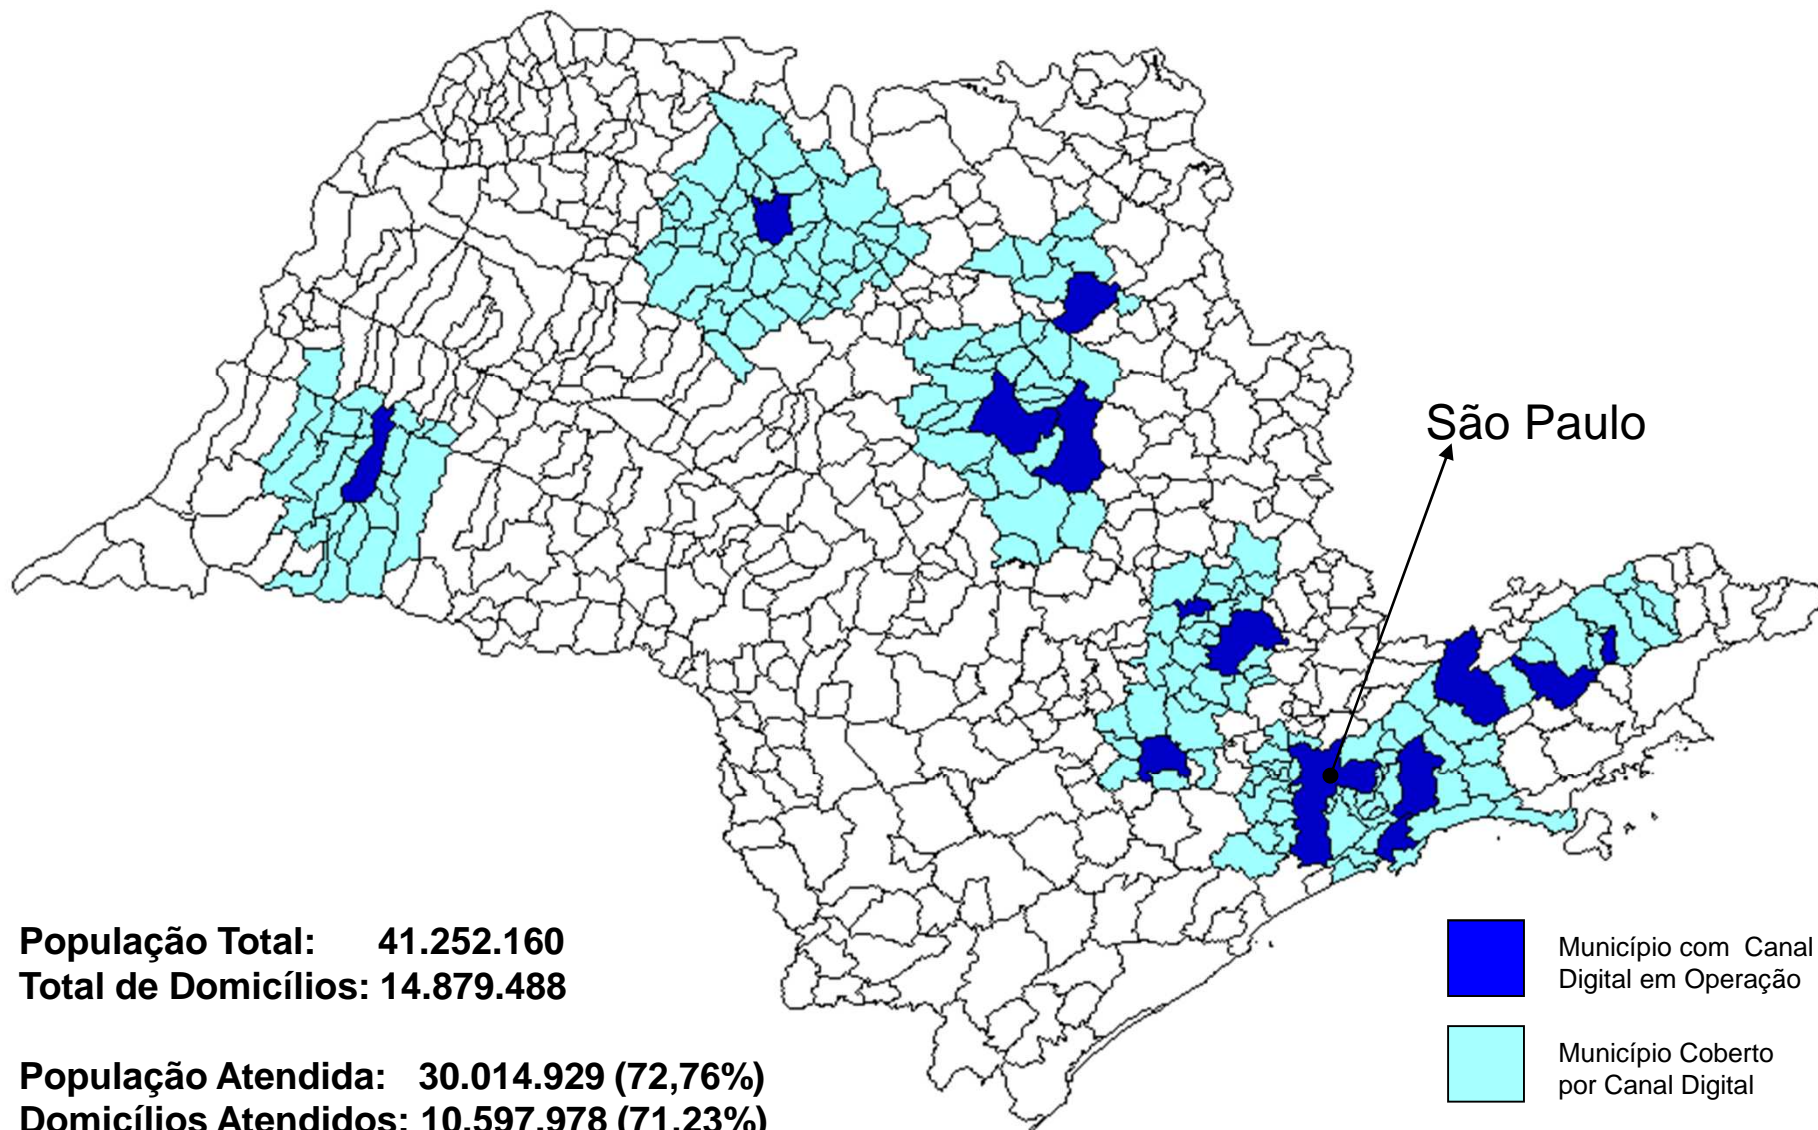 São Paulo
População Total: 41.252.160
Total de Domicílios: 14.879.488
População Atendida: 30.014.929 (72,76%)
Domicílios Atendidos: 10.597.978 (71,23%)
Município com Canal
Digital em Operação
Município Coberto
por Canal Digital